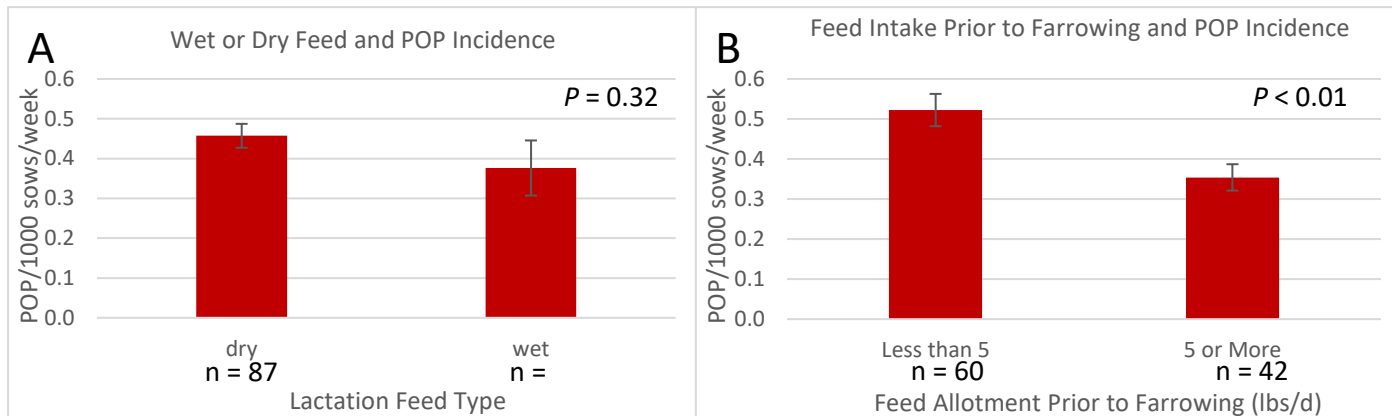 A
Wet or Dry Feed and POP Incidence
P = 0.32
POP/1000 sows/week
0.6
0.5
0.4
0.3
0.2
0.1
0.0
dry
wet
n = 87
n =
Lactation Feed Type
B
Feed Intake Prior to Farrowing and POP Incidence
P < 0.01
POP/1000 sows/week
0.6
0.5
0.4
0.3
0.2
0.1
0.0
Less than 5
5 or More
n = 60
n = 42
Feed Allotment Prior to Farrowing (lbs/d)